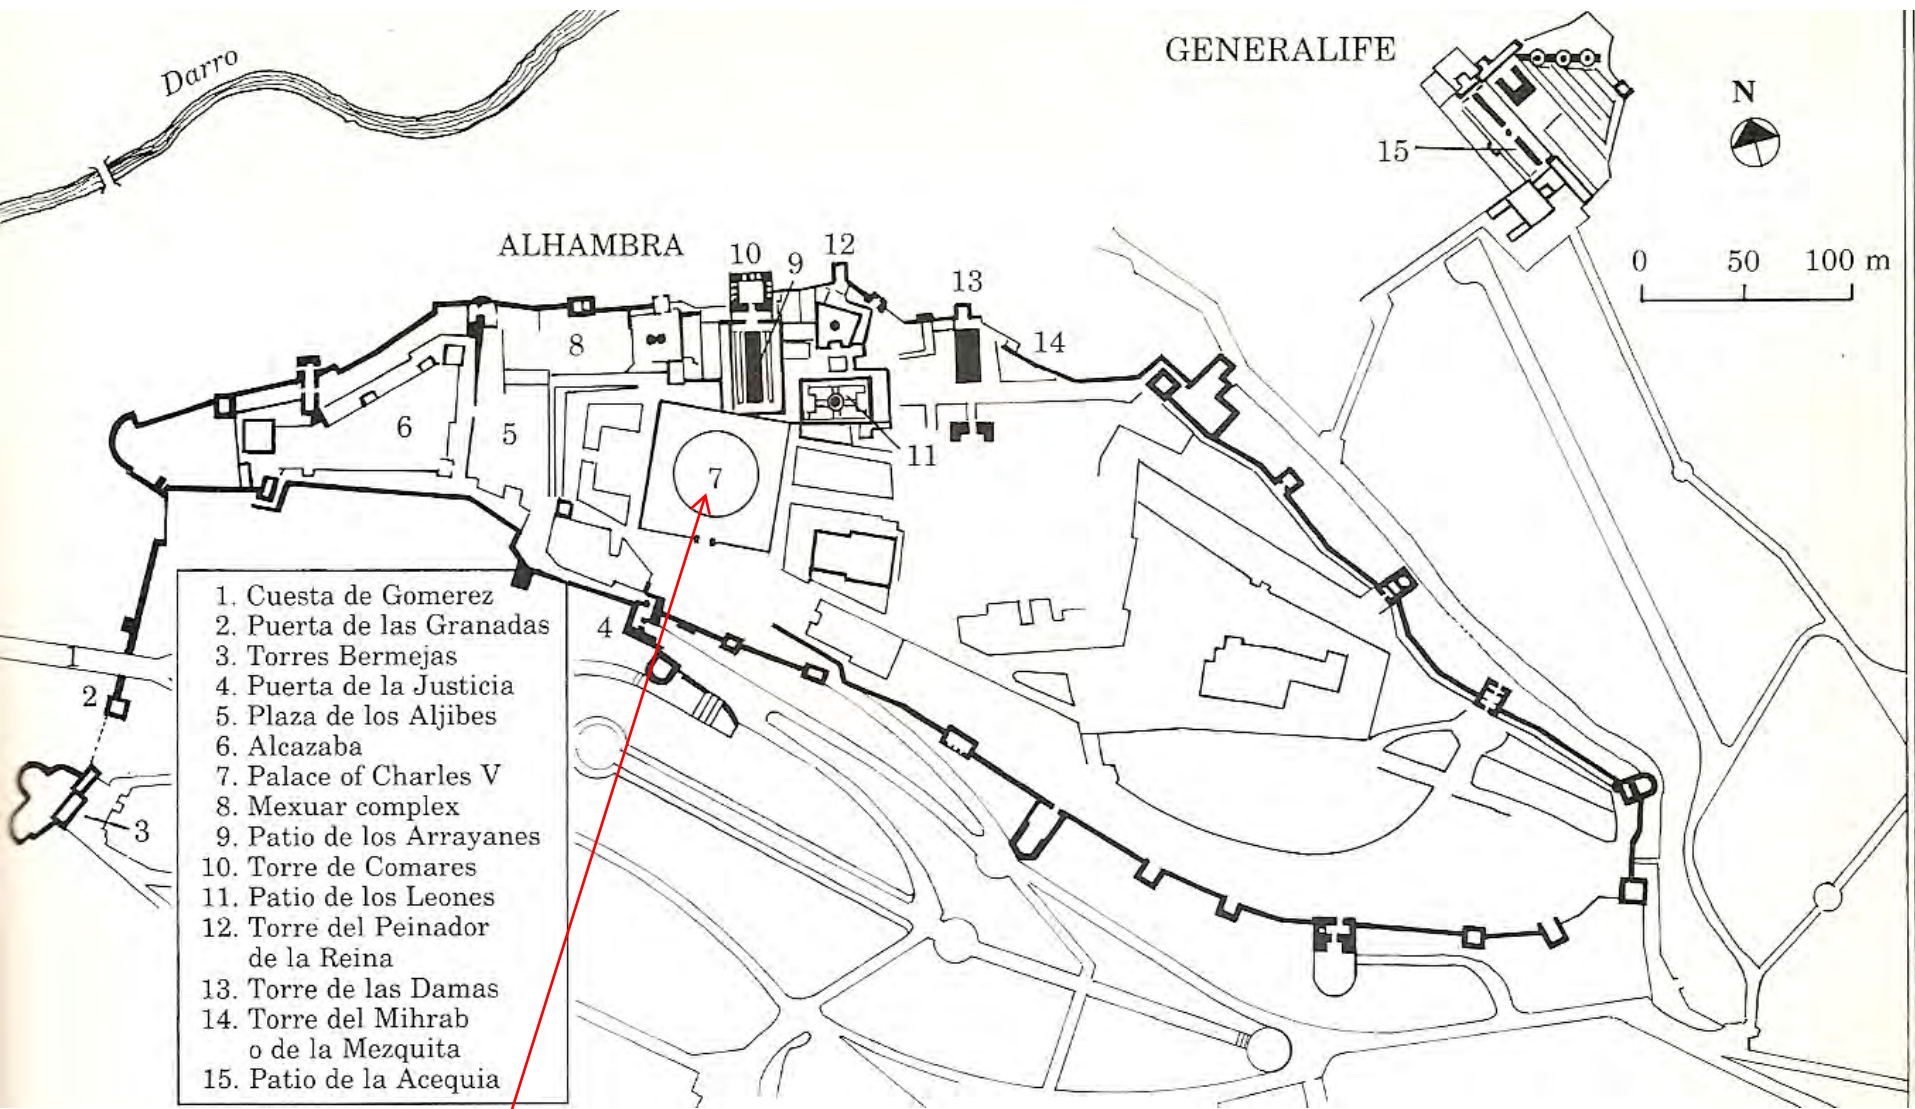 Darro
GENERALIFE
N
15
0 50 100 m
ALHAMBRA
10
9
12
13
14
8
6
5
7
11
4
2
3
1. Cuesta de Gomerez
2. Puerta de las Granadas
3. Torres Bermejas
4. Puerta de la Justicia
5. Plaza de los Aljibes
6. Alcazaba
7. Palace of Charles V
8. Mexuar complex
9. Patio de los Arrayanes
10. Torre de Comares
11. Patio de los Leones
12. Torre del Peinador
de la Reina
13. Torre de las Damas
14. Torre del Mihrab
o de la Mezquita
15. Patio de la Acequia